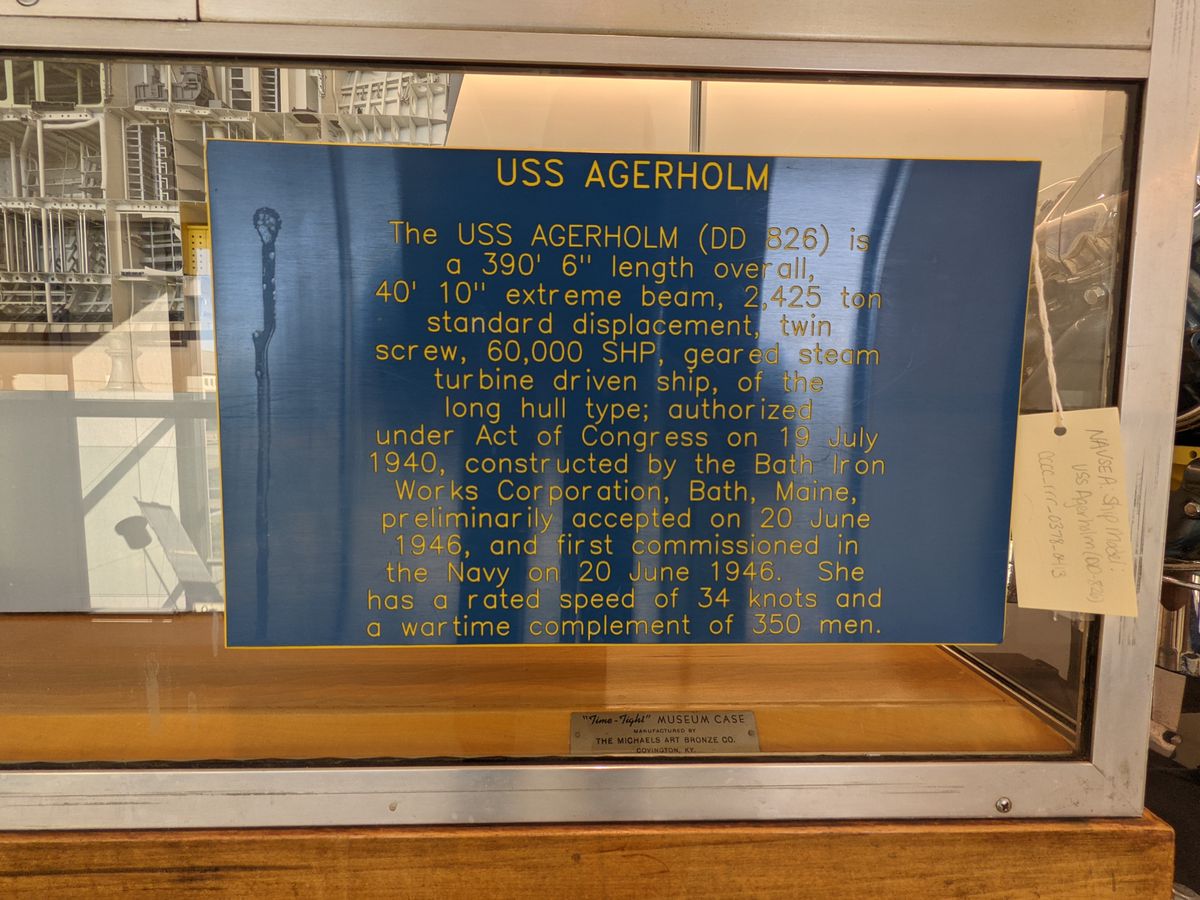 USS AGERHOLM
The USS AGERHOLM (DD 826) is
a 390' 6" length overall,
40' 10" extreme beam, 2,425 ton
standard displacement, twin
screw, 60,000 SHP, geared steam
turbine driven ship, of the
long hull type; authorized
under Act of Congress on 19 July
1940, constructed by the Bath Iron
Works Corporation, Bath, Maine,
preliminarily accepted on 20 June
1946, and first commissioned in
the Navy on 20 June 1946. She
has a rated speed of 34 knots and
a wartime complement of 350 men.
NAVSEA Ship Model:
USS Agerholm (DD-826)
"Time-Tight" MUSEUM CASE
MANUFACTURED BY
THE MICHAELS ART BRONZE CO.
COVINGTON, KY.